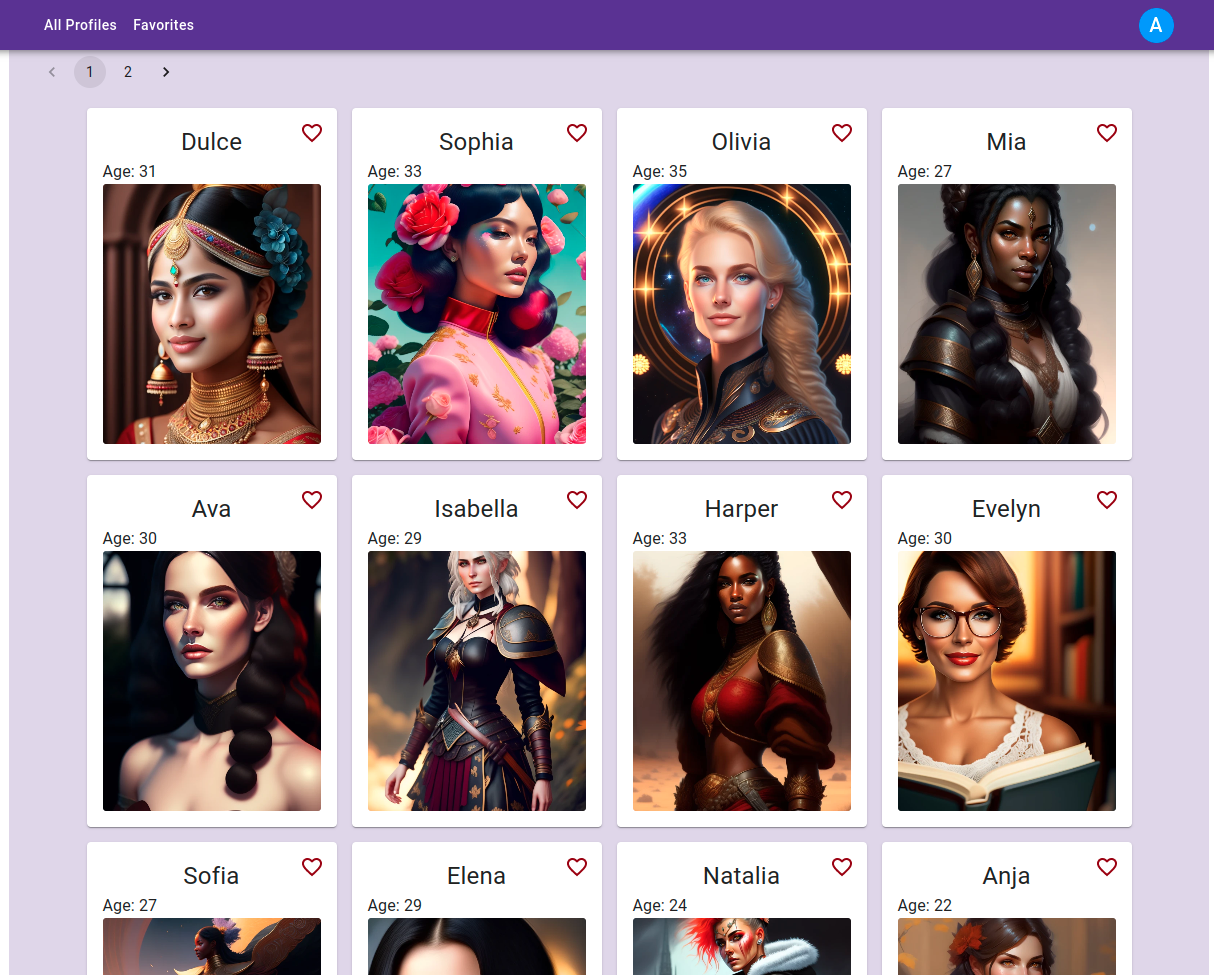 All Profiles Favorites A
1 2
Dulce Sophia Olivia Mia
Age: 31 Age: 33 Age: 35 Age: 27
Ava Isabella Harper Evelyn
Age: 30 Age: 29 Age: 33 Age: 30
Sofia Elena Natalia Anja
Age: 27 Age: 29 Age: 24 Age: 22